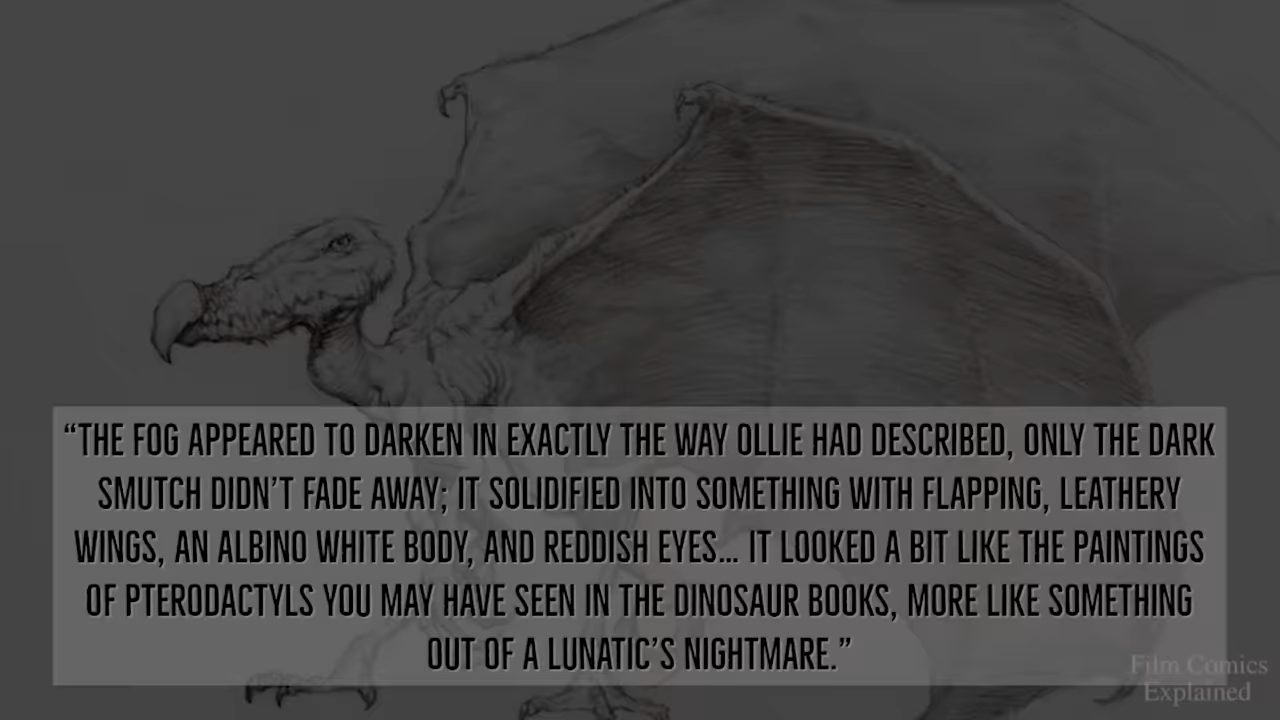 “THE FOG APPEARED TO DARKEN IN EXACTLY THE WAY OLLIE HAD DESCRIBED, ONLY THE DARK
SMUTCH DIDN’T FADE AWAY; IT SOLIDIFIED INTO SOMETHING WITH FLAPPING, LEATHERY
WINGS, AN ALBINO WHITE BODY, AND REDDISH EYES... IT LOOKED A BIT LIKE THE PAINTINGS
OF PTERODACTYLS YOU MAY HAVE SEEN IN THE DINOSAUR BOOKS, MORE LIKE SOMETHING
OUT OF A LUNATIC’S NIGHTMARE.”
Film Comics
Explained